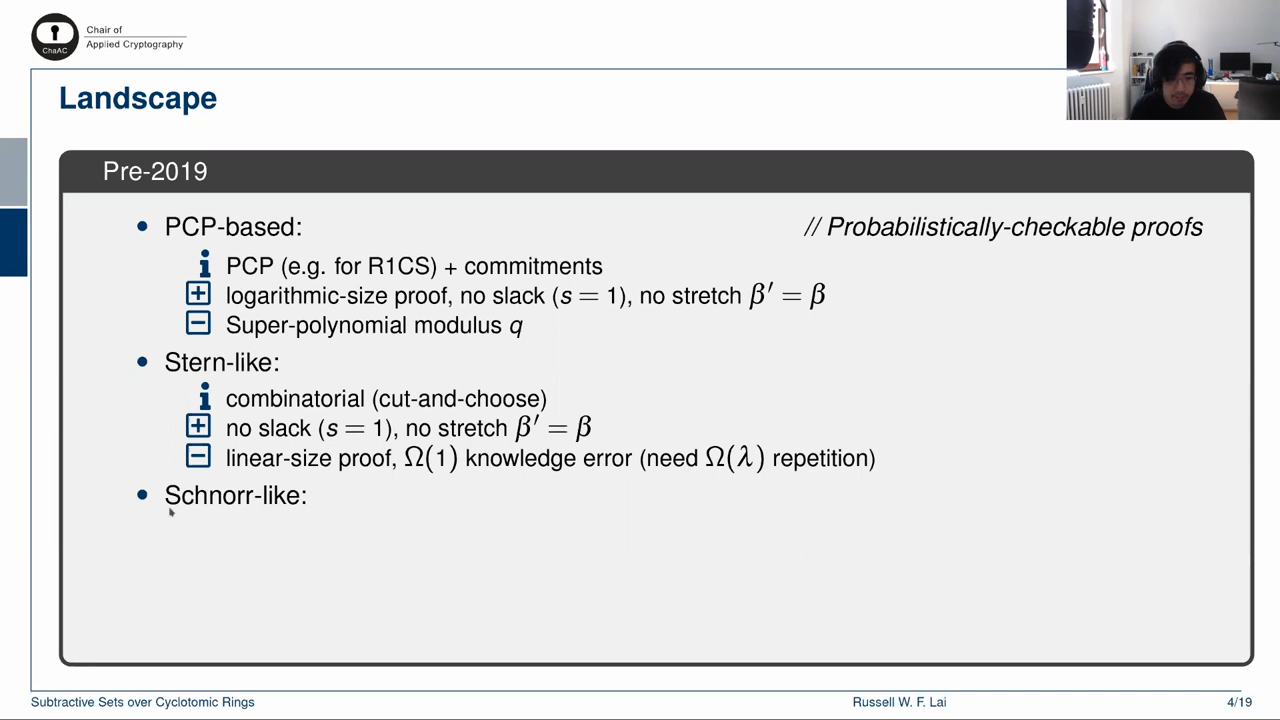 ChaAC
Chair of
Applied Cryptography
Landscape
Pre-2019
• PCP-based: // Probabilistically-checkable proofs
PCP (e.g. for R1CS) + commitments
logarithmic-size proof, no slack (s = 1), no stretch β′ = β
Super-polynomial modulus q
• Stern-like:
combinatorial (cut-and-choose)
no slack (s = 1), no stretch β′ = β
linear-size proof, Ω(1) knowledge error (need Ω(λ) repetition)
• Schnorr-like:
Subtractive Sets over Cyclotomic Rings Russell W. F. Lai 4/19